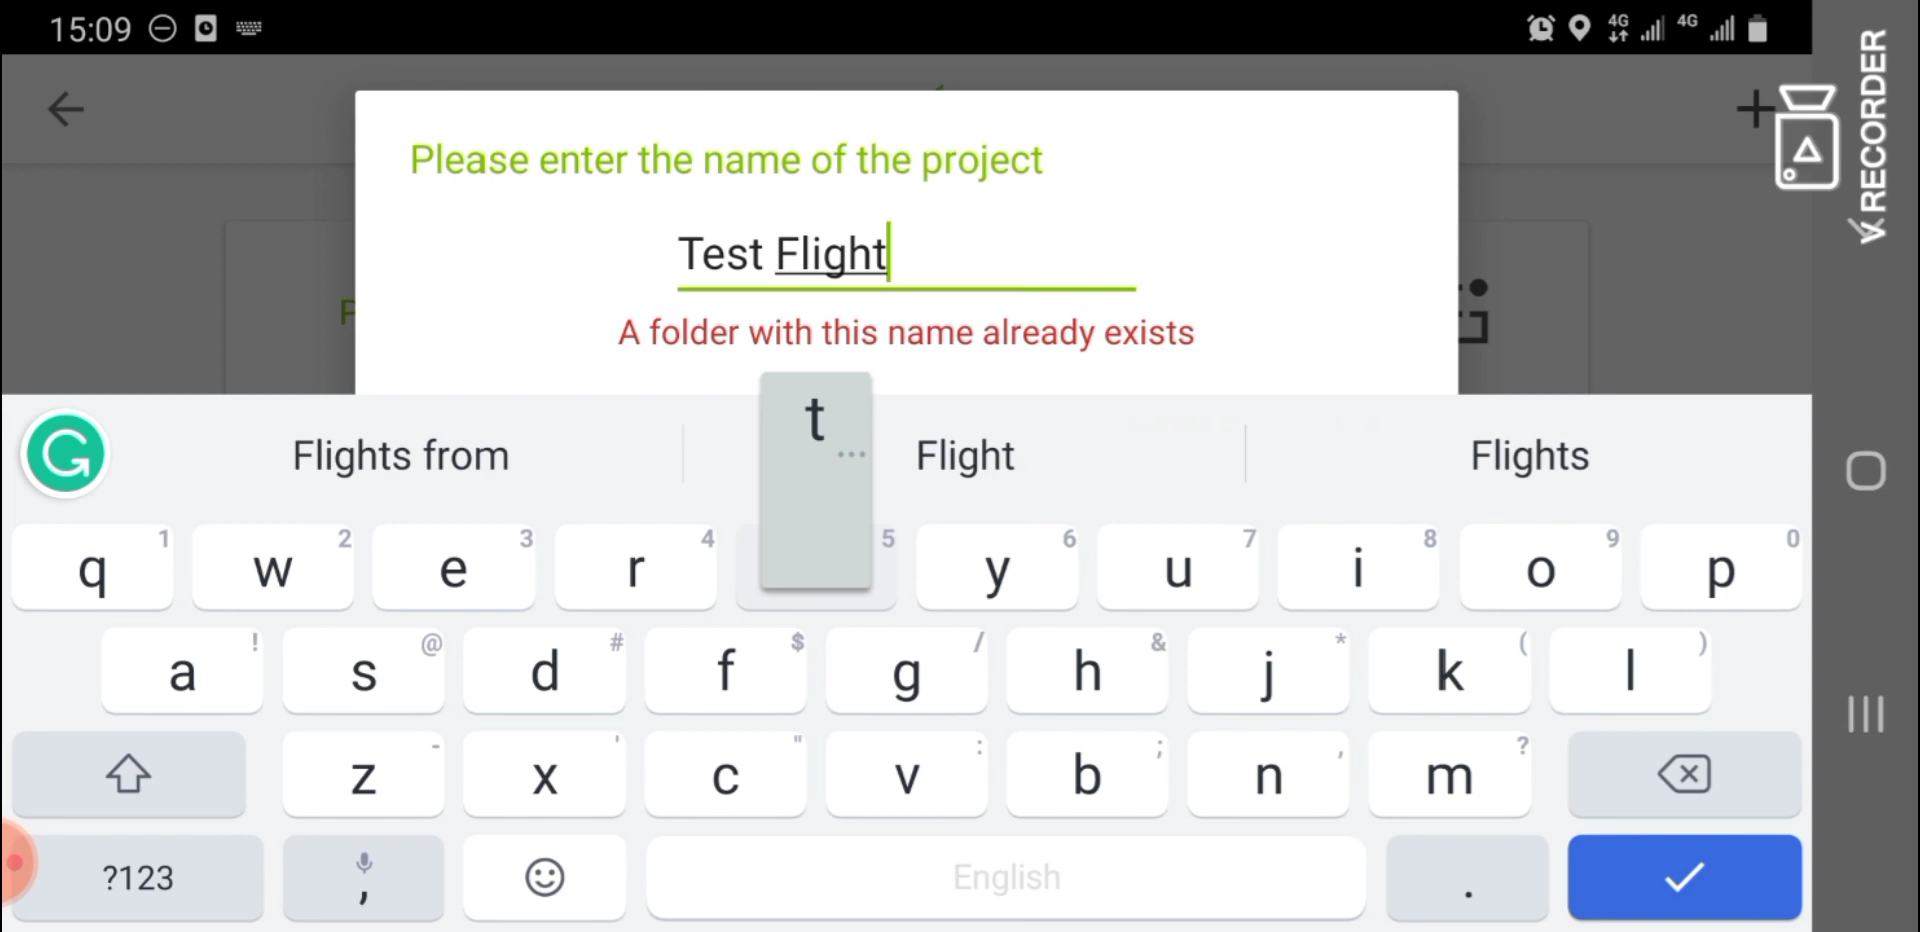 15:09
4G
4G
V.RECORDER
Please enter the name of the project
Test Flight
A folder with this name already exists
P
t
...
Flights from
Flight
Flights
q 1 w 2 e 3 r 4 5 y 6 u 7 i 8 o 9 p 0
a ! s @ d # f $ g / h & j * k ( l )
z - x ' c " v : b ; n , m ?
?123 , English .